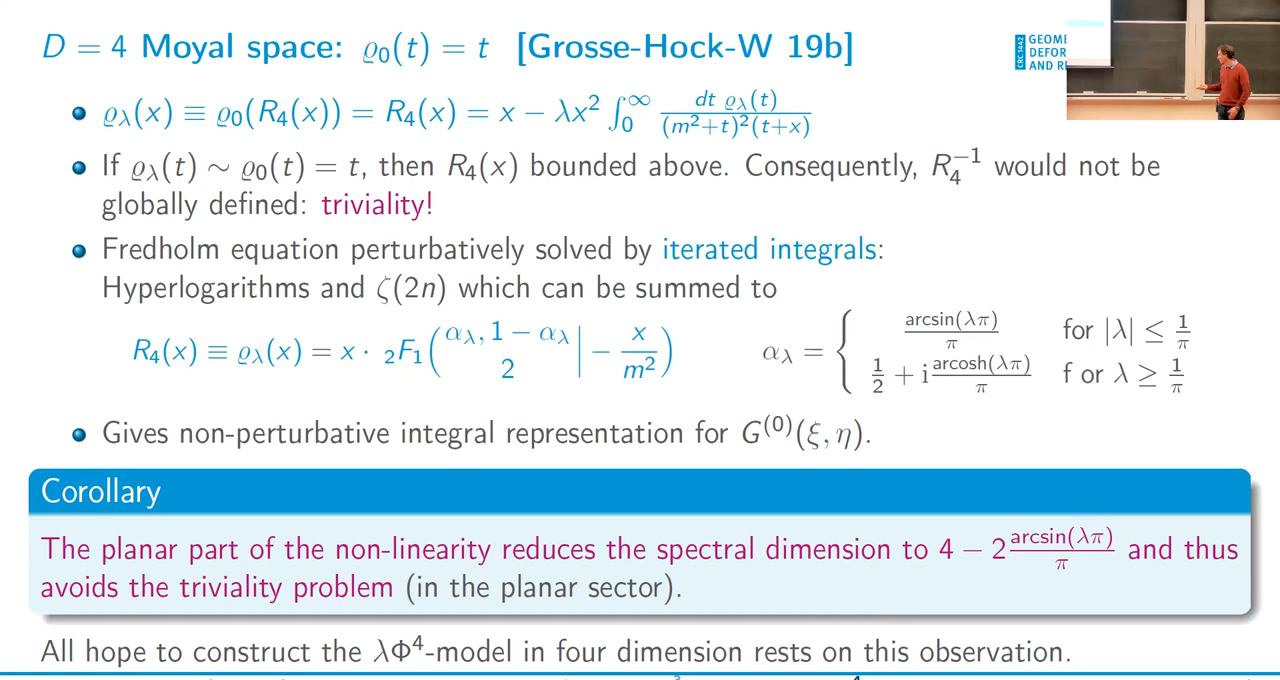 D = 4 Moyal space: ϱ₀(t) = t [Grosse-Hock-W 19b]
CRC 1442 GEOME
DEFOR
AND RI
ϱ_λ(x) ≡ ϱ₀(R₄(x)) = R₄(x) = x − λx² ∫₀^∞ dt ϱ_λ(t) / (m²+t)²(t+x)
If ϱ_λ(t) ∼ ϱ₀(t) = t, then R₄(x) bounded above. Consequently, R₄⁻¹ would not be
globally defined: triviality!
Fredholm equation perturbatively solved by iterated integrals:
Hyperlogarithms and ζ(2n) which can be summed to
R₄(x) ≡ ϱ_λ(x) = x · ₂F₁(α_λ, 1 − α_λ; 2 | − x/m²)
α_λ = { arcsin(λπ)/π for |λ| ≤ 1/π
1/2 + i arcosh(λπ)/π f or λ ≥ 1/π
Gives non-perturbative integral representation for G⁽⁰⁾(ξ, η).
Corollary
The planar part of the non-linearity reduces the spectral dimension to 4 − 2 arcsin(λπ)/π and thus
avoids the triviality problem (in the planar sector).
All hope to construct the λΦ⁴-model in four dimension rests on this observation.